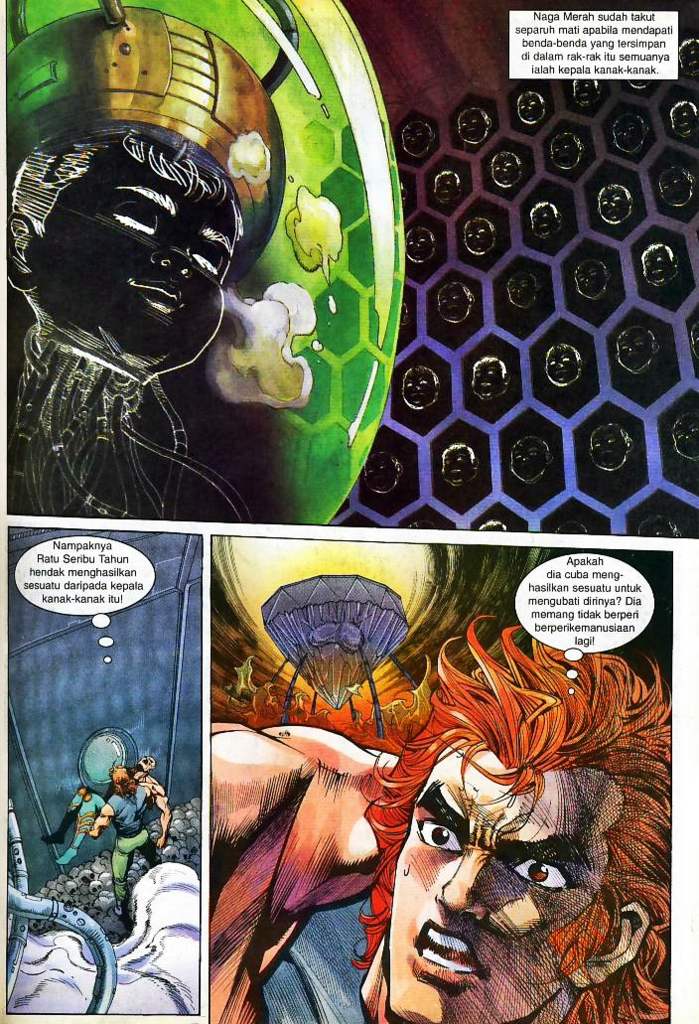 Naga Merah sudah takut
separuh mati apabila mendapati
benda-benda yang tersimpan
di dalam rak-rak itu semuanya
ialah kepala kanak-kanak.
Nampaknya
Ratu Seribu Tahun
hendak menghasilkan
sesuatu daripada kepala
kanak-kanak itu!
Apakah
dia cuba meng-
hasilkan sesuatu untuk
mengubati dirinya? Dia
memang tidak berperi
berperikemanusiaan
lagi!